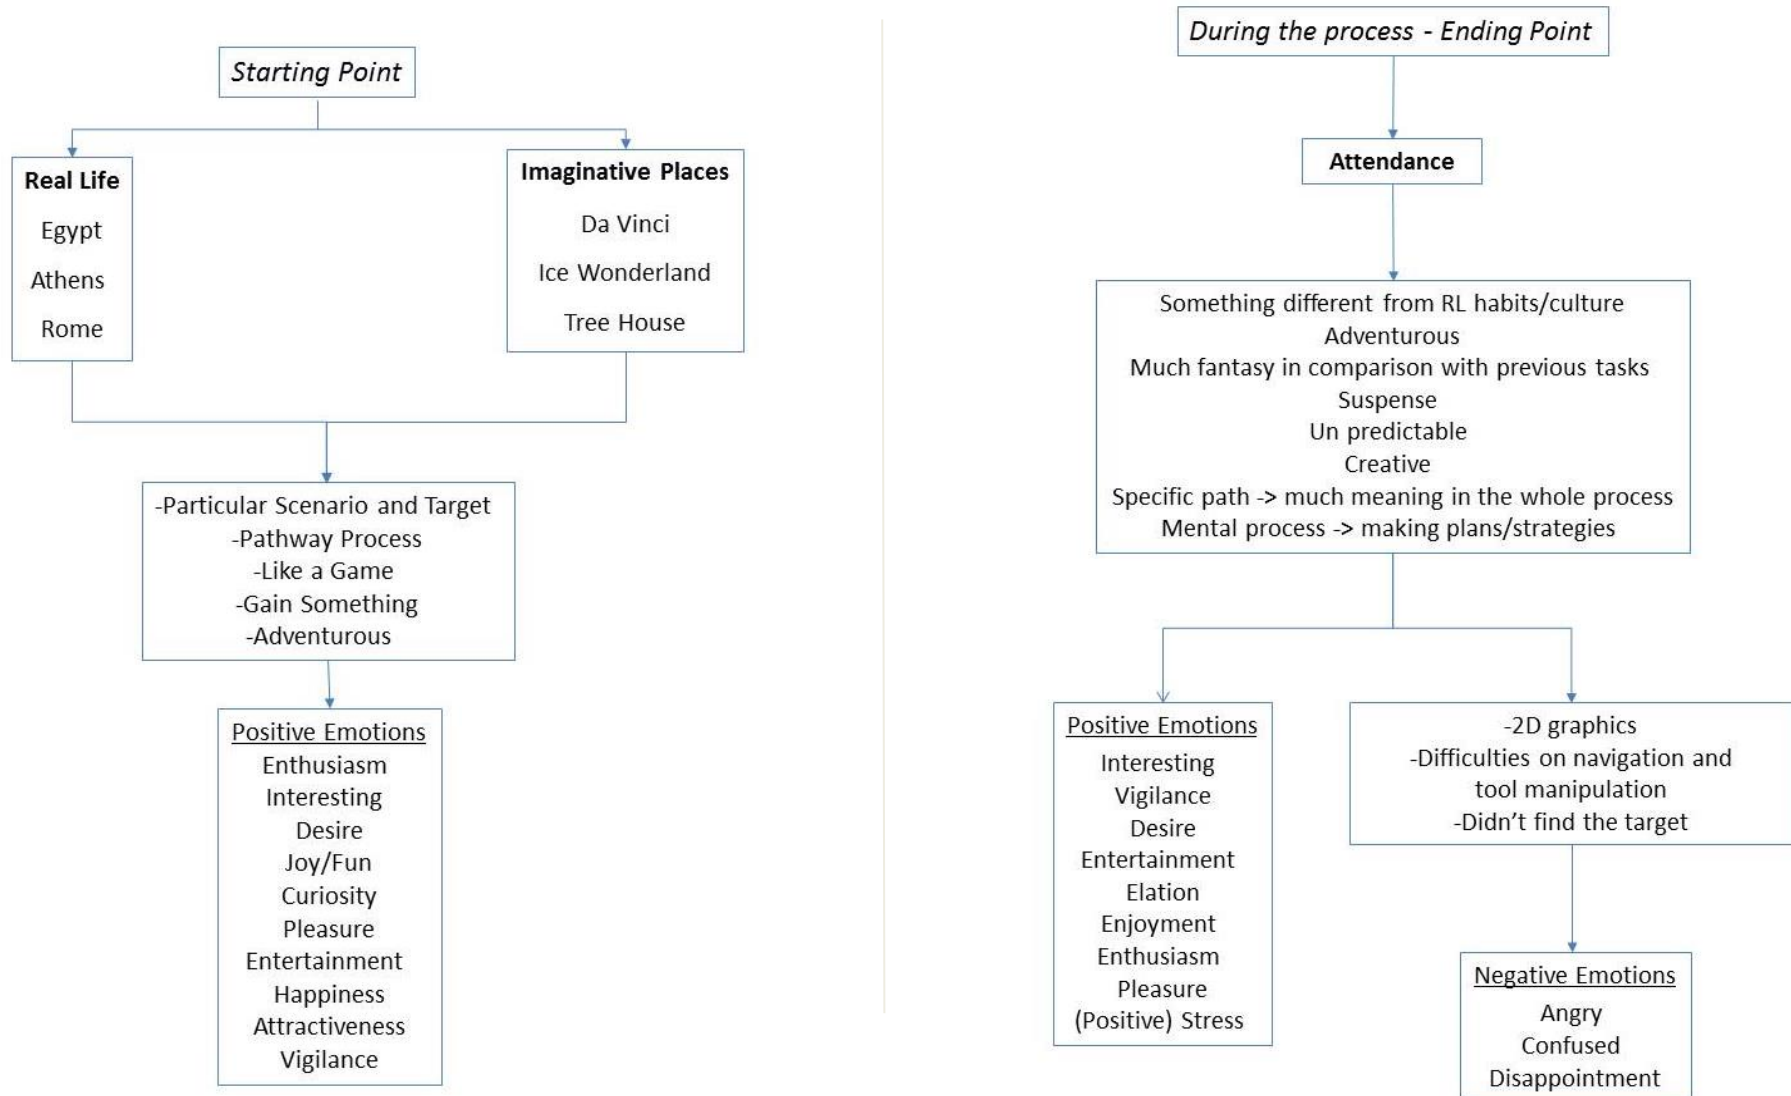 Starting Point
Real Life
Egypt
Athens
Rome
Imaginative Places
Da Vinci
Ice Wonderland
Tree House
-Particular Scenario and Target
-Pathway Process
-Like a Game
-Gain Something
-Adventurous
Positive Emotions
Enthusiasm
Interesting
Desire
Joy/Fun
Curiosity
Pleasure
Entertainment
Happiness
Attractiveness
Vigilance
During the process - Ending Point
Attendance
Something different from RL habits/culture
Adventurous
Much fantasy in comparison with previous tasks
Suspense
Un predictable
Creative
Specific path -> much meaning in the whole process
Mental process -> making plans/strategies
Positive Emotions
Interesting
Vigilance
Desire
Entertainment
Elation
Enjoyment
Enthusiasm
Pleasure
(Positive) Stress
-2D graphics
-Difficulties on navigation and
tool manipulation
-Didn’t find the target
Negative Emotions
Angry
Confused
Disappointment